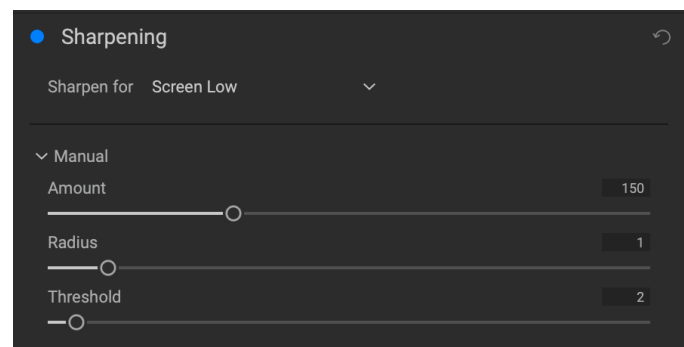 Sharpening
Sharpen for Screen Low
Manual
Amount 150
Radius 1
Threshold 2